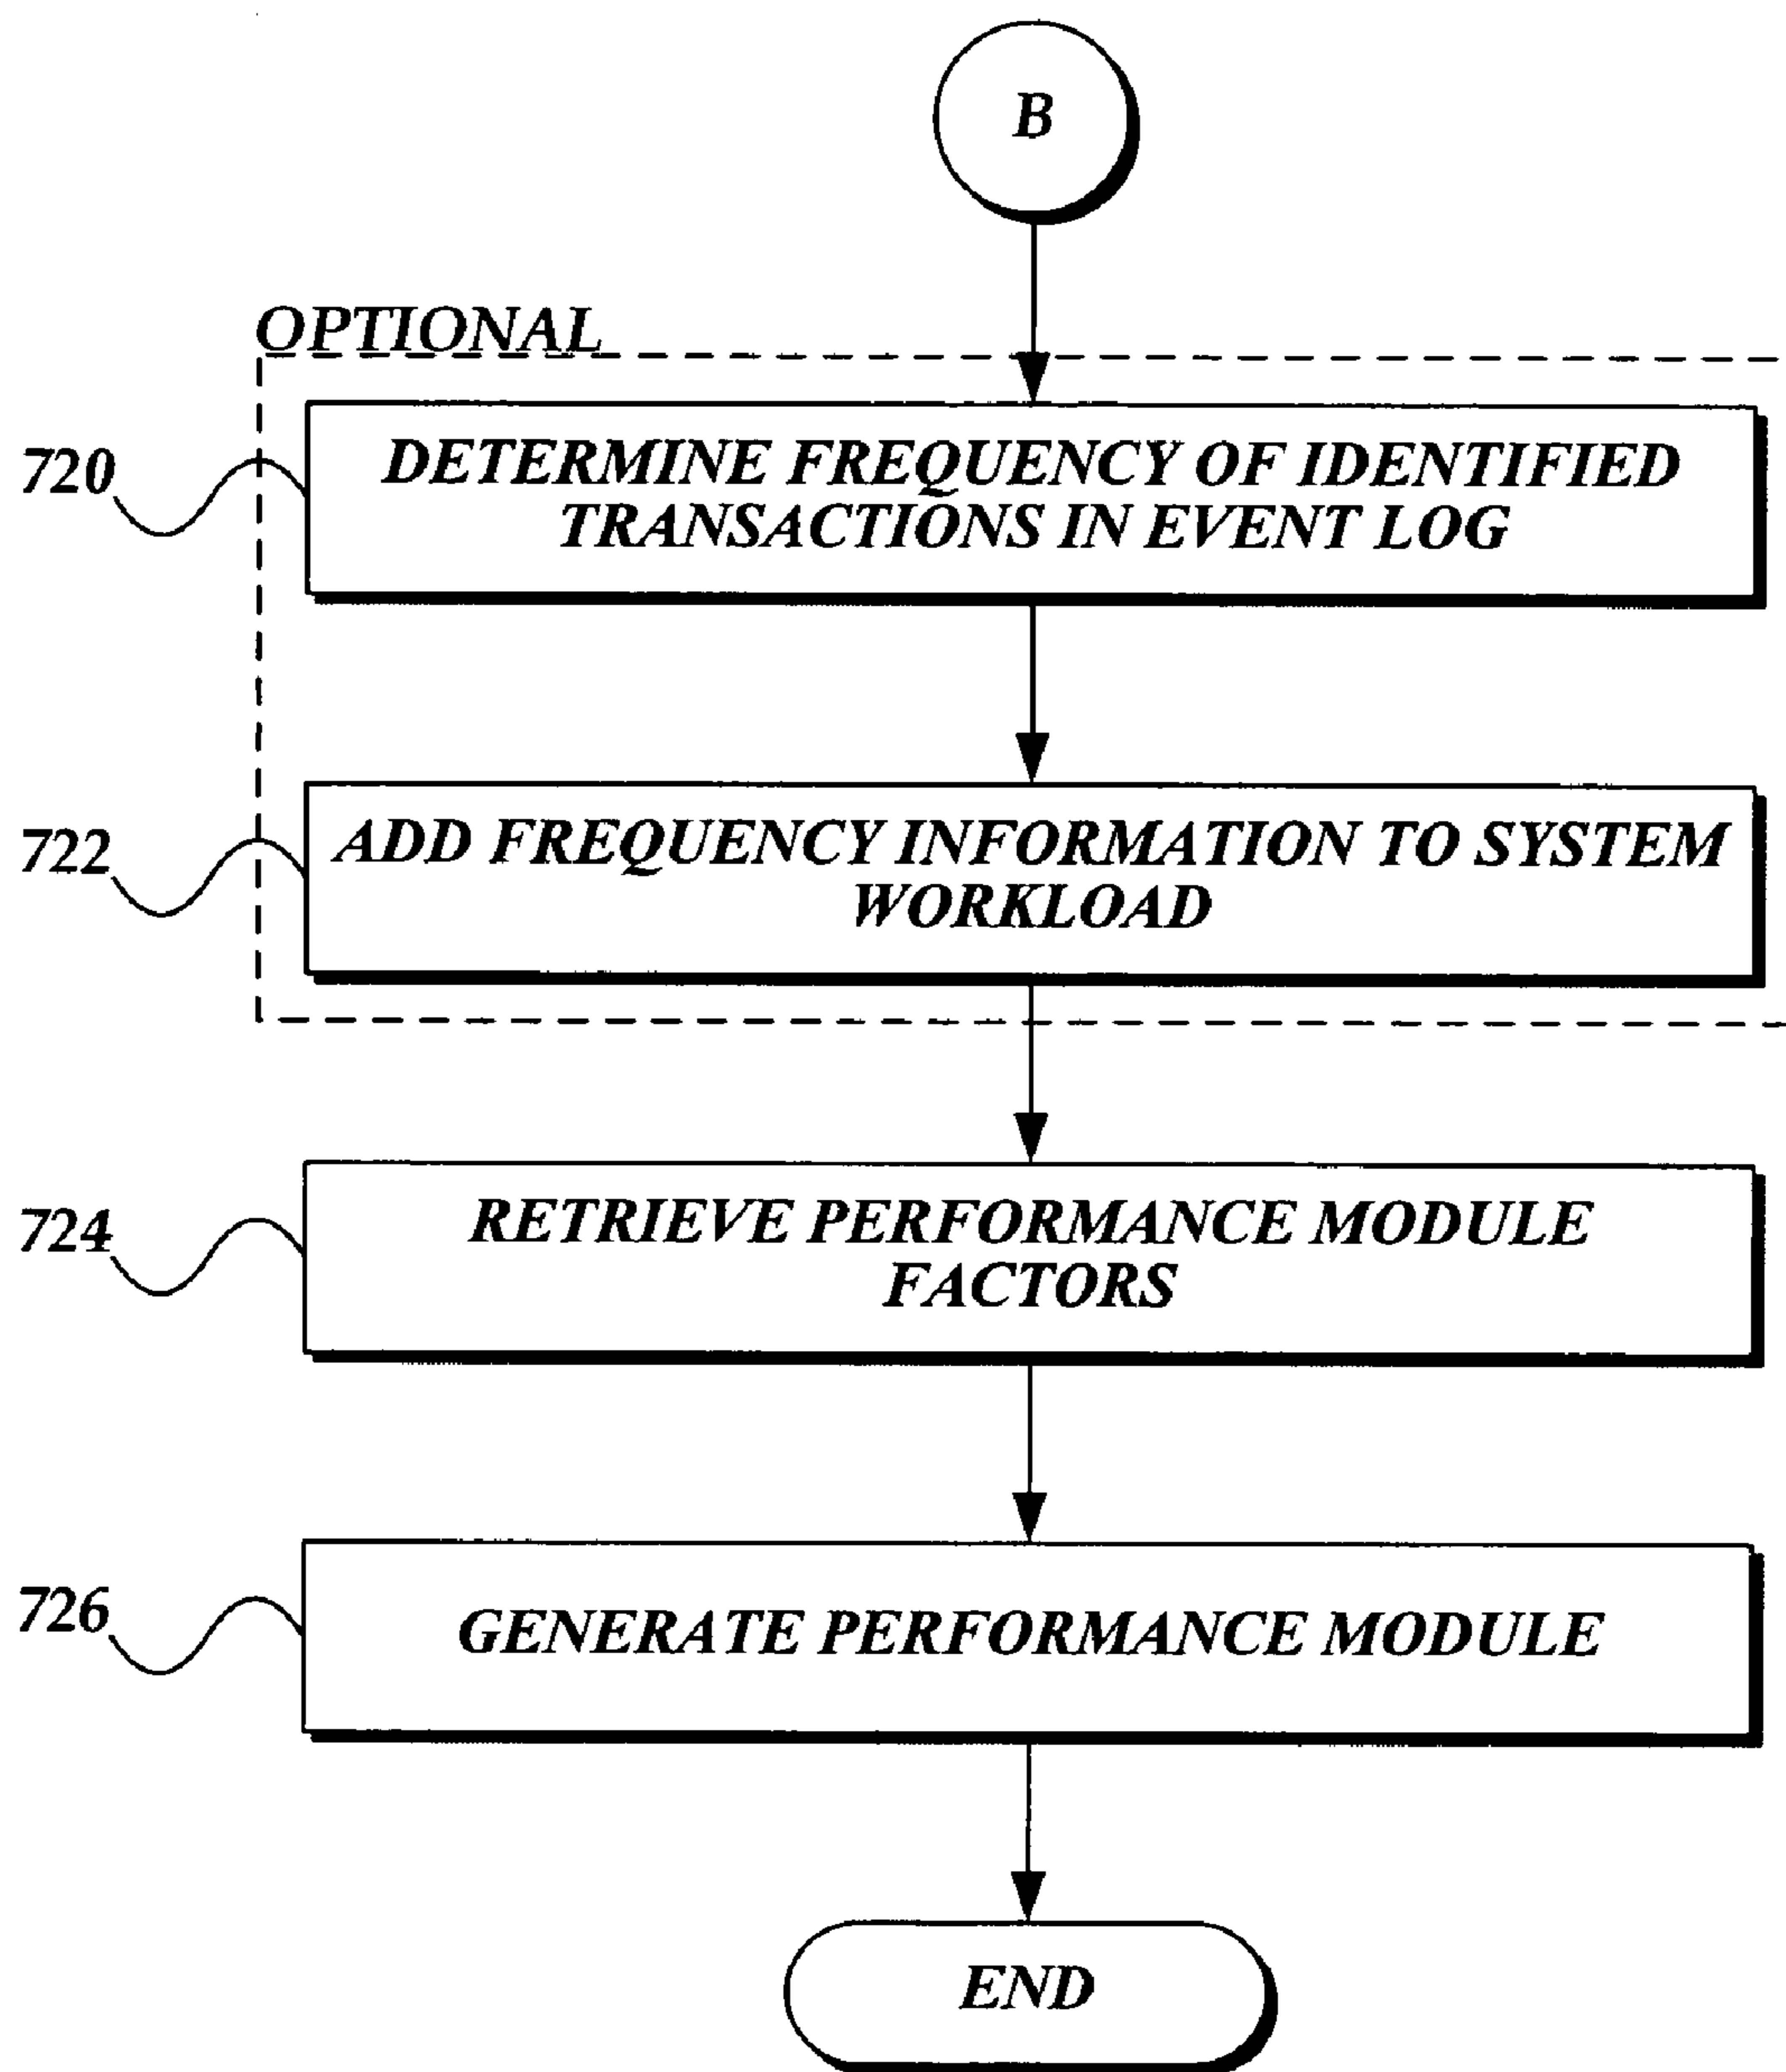 B
OPTIONAL
720
DETERMINE FREQUENCY OF IDENTIFIED
TRANSACTIONS IN EVENT LOG
722
ADD FREQUENCY INFORMATION TO SYSTEM
WORKLOAD
724
RETRIEVE PERFORMANCE MODULE
FACTORS
726
GENERATE PERFORMANCE MODULE
END